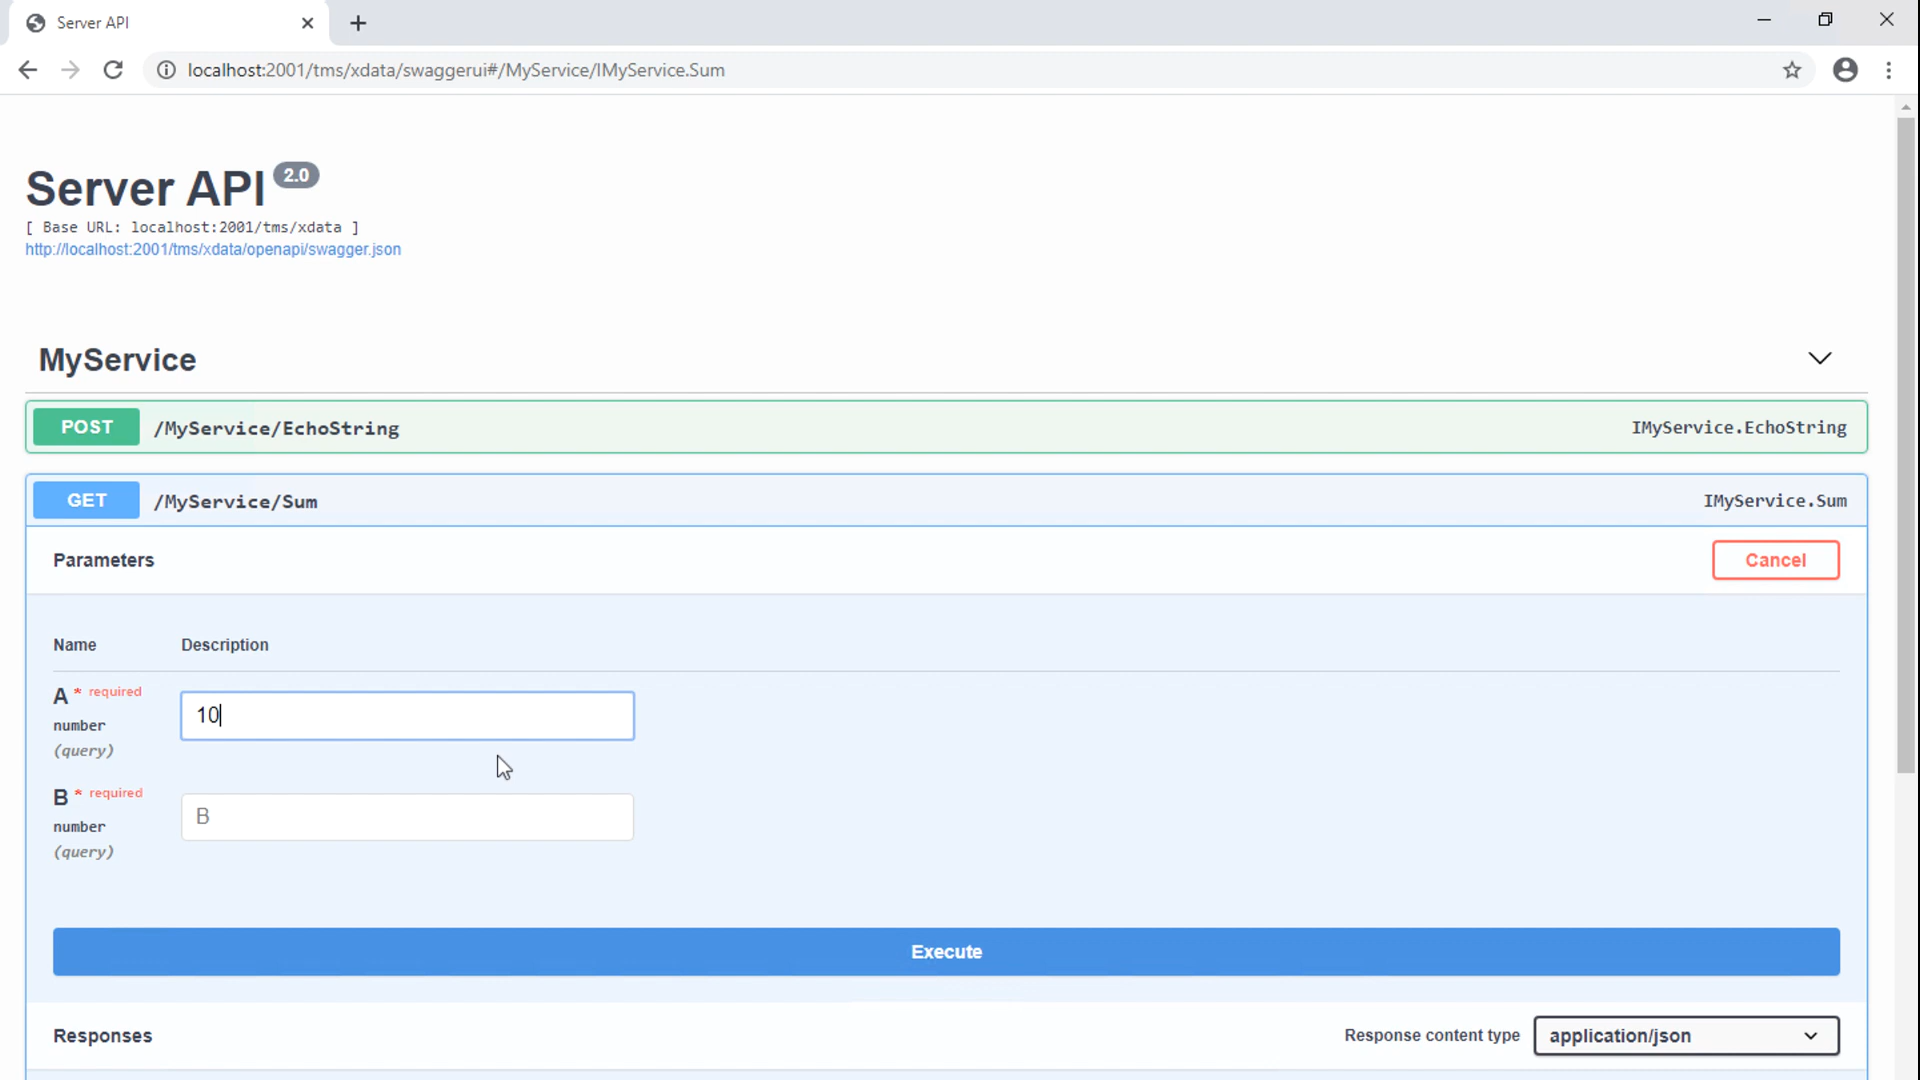 Server API
localhost:2001/tms/xdata/swaggerui#/MyService/IMyService.Sum
Server API 2.0
[ Base URL: localhost:2001/tms/xdata ]
http://localhost:2001/tms/xdata/openapi/swagger.json
MyService
POST /MyService/EchoString IMyService.EchoString
GET /MyService/Sum IMyService.Sum
Parameters Cancel
Name Description
A * required
number
(query)
10
B * required
number
(query)
B
Execute
Responses Response content type application/json